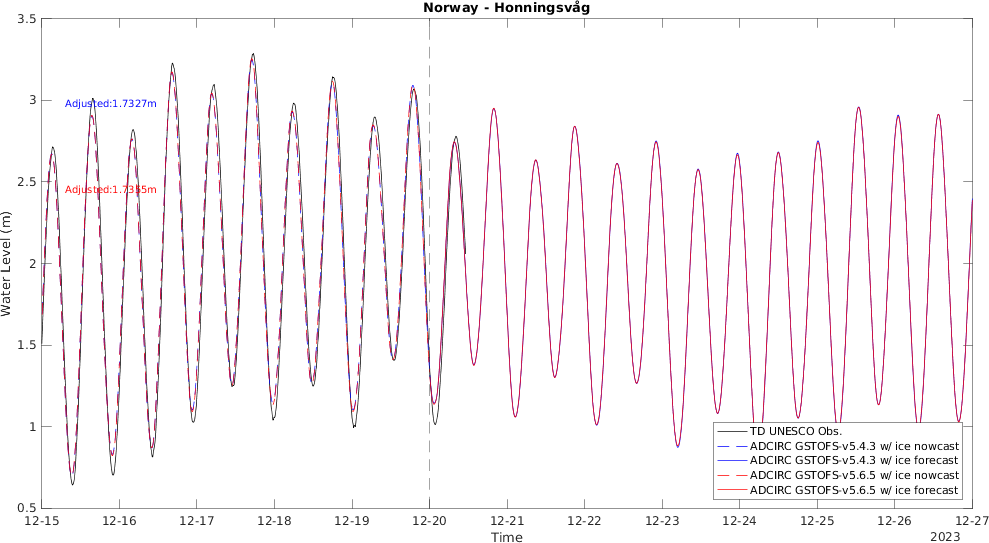 Norway - Honningsvåg
3.5
3
2.5
2
1.5
1
0.5
Water Level (m)
Adjusted:1.7327m
Adjusted:1.7355m
TD UNESCO Obs.
ADCIRC GSTOFS-v5.4.3 w/ ice nowcast
ADCIRC GSTOFS-v5.4.3 w/ ice forecast
ADCIRC GSTOFS-v5.6.5 w/ ice nowcast
ADCIRC GSTOFS-v5.6.5 w/ ice forecast
12-15 12-16 12-17 12-18 12-19 12-20 12-21 12-22 12-23 12-24 12-25 12-26 12-27
Time
2023